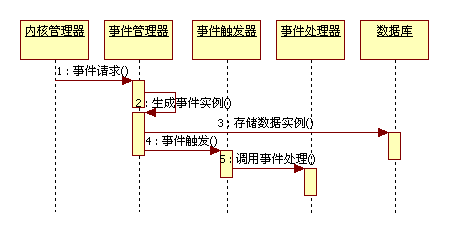 内核管理器
事件管理器
事件触发器
事件处理器
数据库
1 : 事件请求()
2 : 生成事件实例()
3 : 存储数据实例()
4 : 事件触发()
5 : 调用事件处理()